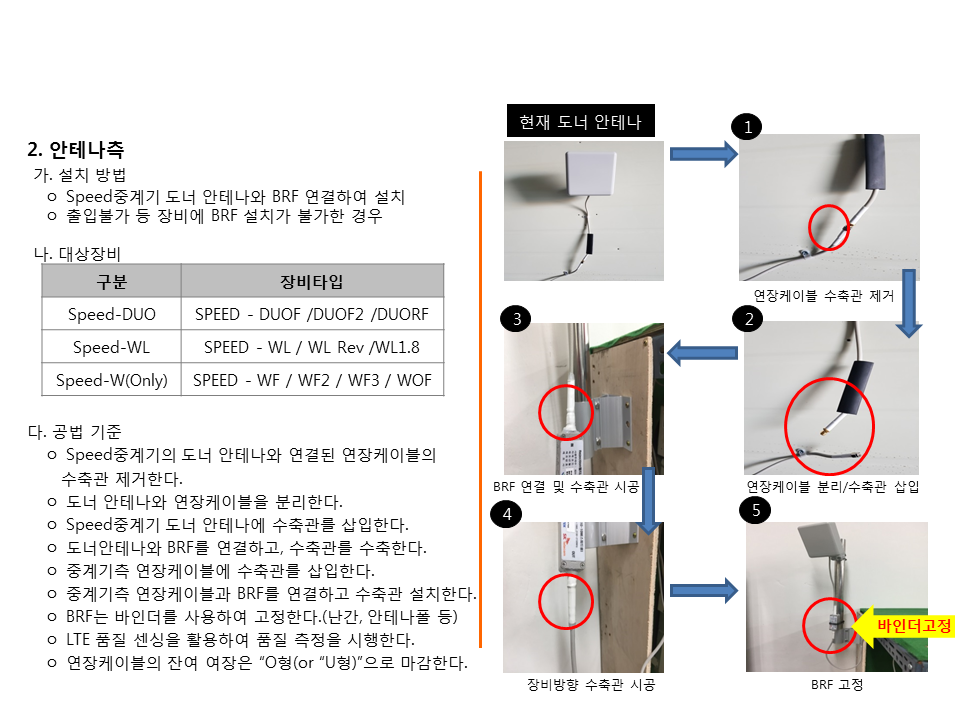 2. 안테나측
가. 설치 방법
ㅇ Speed중계기 도너 안테나와 BRF 연결하여 설치
ㅇ 출입불가 등 장비에 BRF 설치가 불가한 경우
나. 대상장비
구분 장비타입
Speed-DUO SPEED - DUOF /DUOF2 /DUORF
Speed-WL SPEED - WL / WL Rev /WL1.8
Speed-W(Only) SPEED - WF / WF2 / WF3 / WOF
다. 공법 기준
ㅇ Speed중계기의 도너 안테나와 연결된 연장케이블의
수축관 제거한다.
ㅇ 도너 안테나와 연장케이블을 분리한다.
ㅇ Speed중계기 도너 안테나에 수축관를 삽입한다.
ㅇ 도너안테나와 BRF를 연결하고, 수축관를 수축한다.
ㅇ 중계기측 연장케이블에 수축관를 삽입한다.
ㅇ 중계기측 연장케이블과 BRF를 연결하고 수축관 설치한다.
ㅇ BRF는 바인더를 사용하여 고정한다.(난간, 안테나폴 등)
ㅇ LTE 품질 센싱을 활용하여 품질 측정을 시행한다.
ㅇ 연장케이블의 잔여 여장은 “O형(or “U형)”으로 마감한다.
현재 도너 안테나
1
연장케이블 수축관 제거
2
연장케이블 분리/수축관 삽입
3
BRF 연결 및 수축관 시공
4
장비방향 수축관 시공
5
바인더고정
BRF 고정